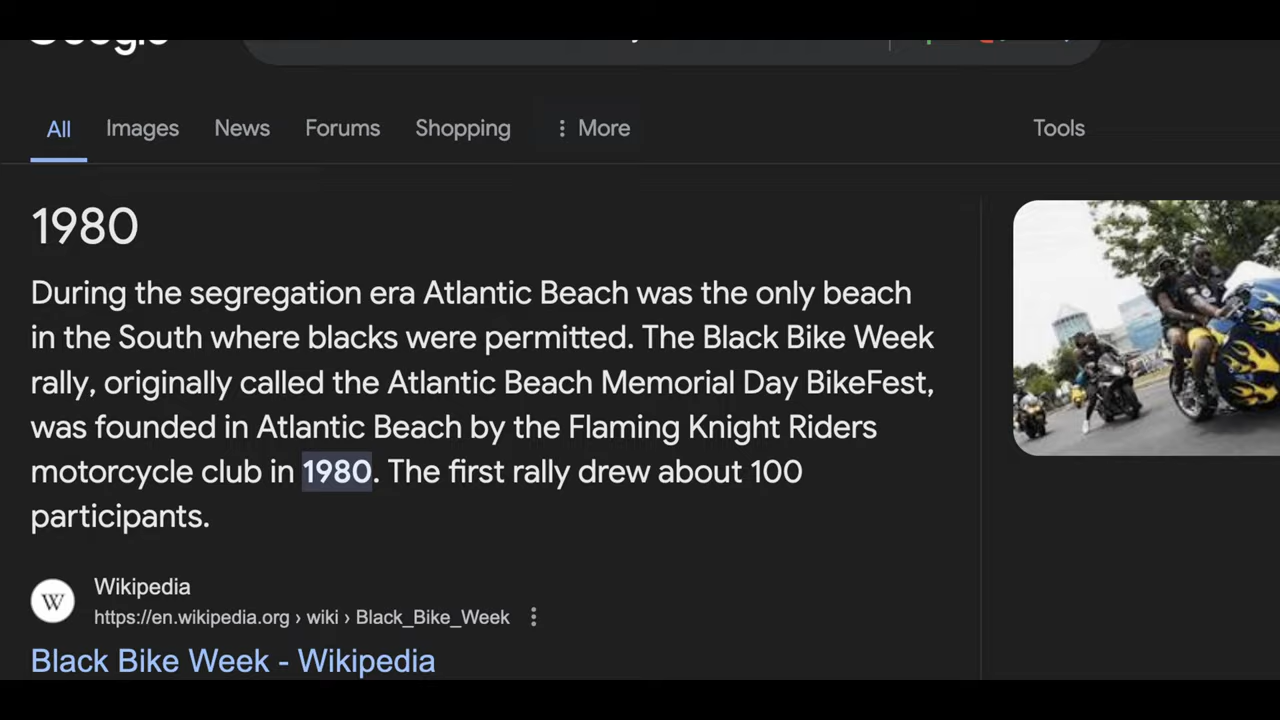 Google
All Images News Forums Shopping More Tools
1980
During the segregation era Atlantic Beach was the only beach
in the South where blacks were permitted. The Black Bike Week
rally, originally called the Atlantic Beach Memorial Day BikeFest,
was founded in Atlantic Beach by the Flaming Knight Riders
motorcycle club in 1980. The first rally drew about 100
participants.
W
Wikipedia
https://en.wikipedia.org › wiki › Black_Bike_Week
Black Bike Week - Wikipedia